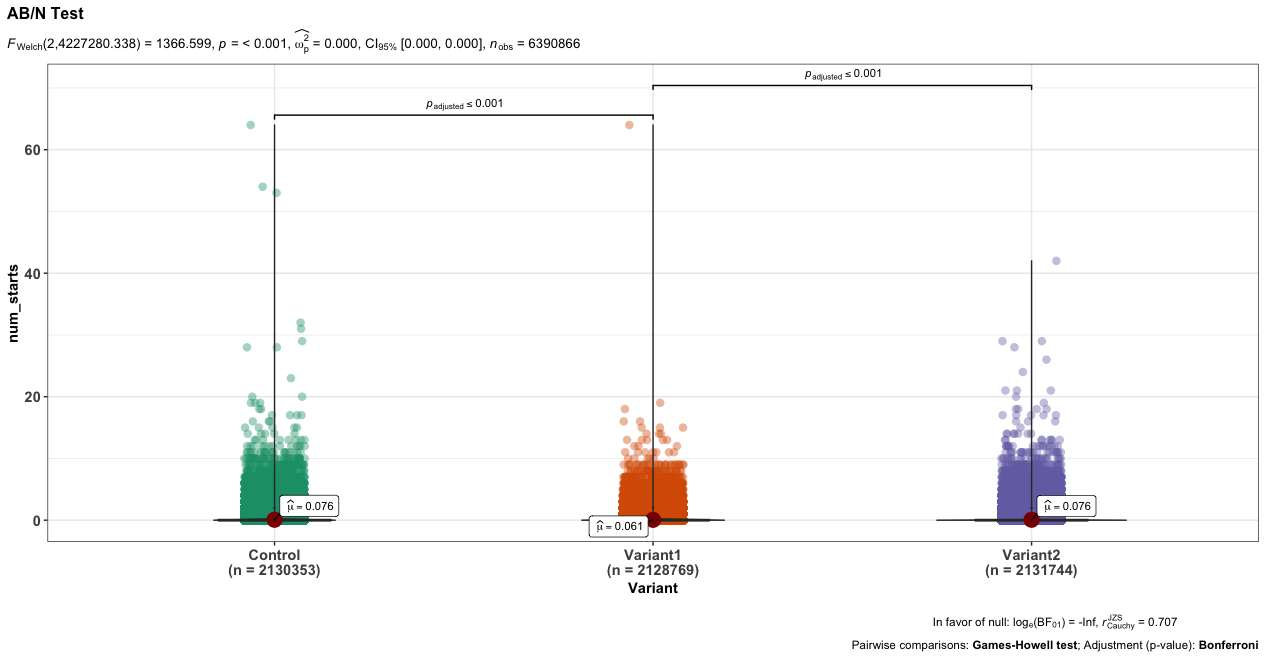 AB/N Test
F_Welch(2,4227280.338) = 1366.599, p = < 0.001, ω̂²_p = 0.000, CI_95% [0.000, 0.000], n_obs = 6390866
p_adjusted ≤ 0.001
p_adjusted ≤ 0.001
60
40
20
0
num_starts
μ̂ = 0.076
μ̂ = 0.061
μ̂ = 0.076
Control
(n = 2130353)
Variant1
(n = 2128769)
Variant2
(n = 2131744)
Variant
In favor of null: log_e(BF_01) = -Inf, r^JZS_Cauchy = 0.707
Pairwise comparisons: Games-Howell test; Adjustment (p-value): Bonferroni